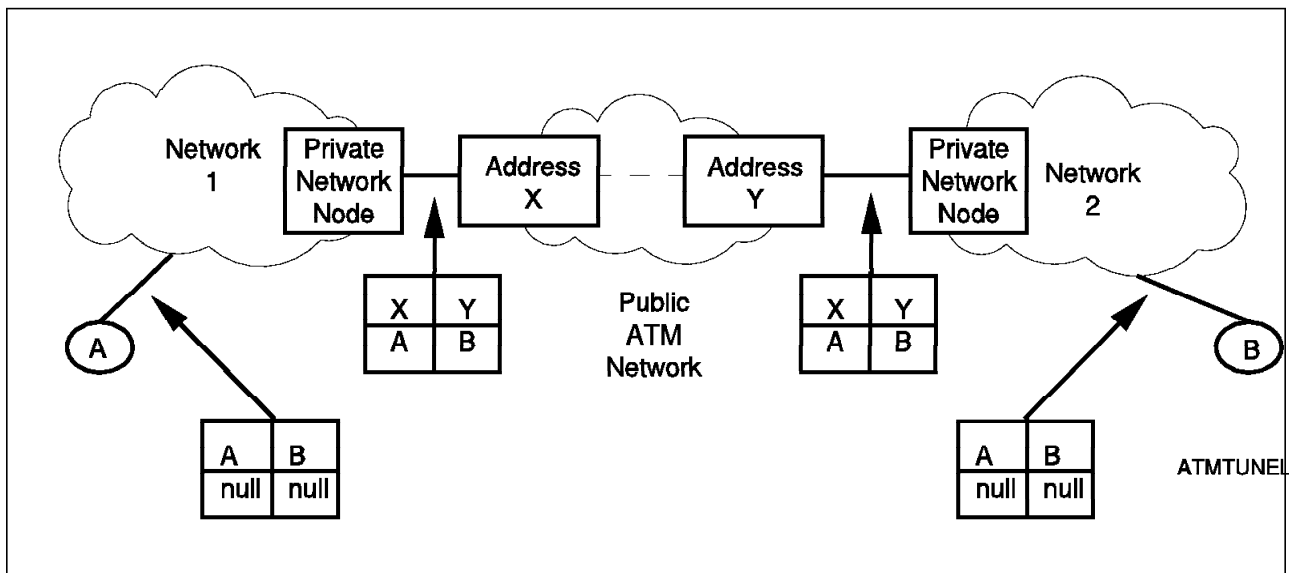 Network
1
Private
Network
Node
Address
X
Address
Y
Private
Network
Node
Network
2
A
X Y
A B
Public
ATM
Network
X Y
A B
B
A B
null null
A B
null null
ATMTUNEL